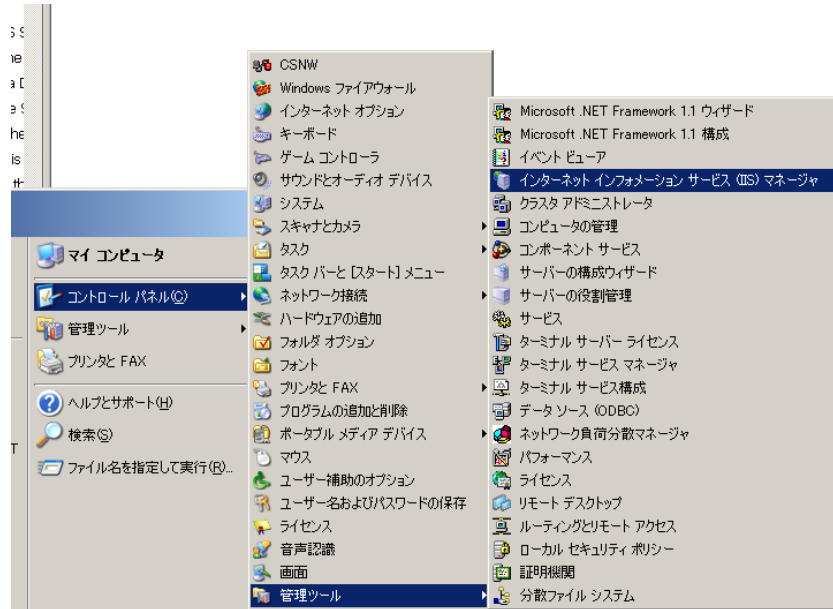 マイ コンピュータ
コントロール パネル(C)
管理ツール
プリンタと FAX
ヘルプとサポート(H)
検索(S)
ファイル名を指定して実行(R)...
CSNW
Windows ファイアウォール
インターネット オプション
キーボード
ゲーム コントローラ
サウンドとオーディオ デバイス
システム
スキャナとカメラ
タスク
タスク バーと [スタート] メニュー
ネットワーク接続
ハードウェアの追加
フォルダ オプション
フォント
プリンタと FAX
プログラムの追加と削除
ポータブル メディア デバイス
マウス
ユーザー補助のオプション
ユーザー名およびパスワードの保存
ライセンス
音声認識
画面
管理ツール
Microsoft .NET Framework 1.1 ウィザード
Microsoft .NET Framework 1.1 構成
イベント ビューア
インターネット インフォメーション サービス (IIS) マネージャ
クラスタ アドミニストレータ
コンピュータの管理
コンポーネント サービス
サーバーの構成ウィザード
サーバーの役割管理
サービス
ターミナル サーバー ライセンス
ターミナル サービス マネージャ
ターミナル サービス構成
データ ソース (ODBC)
ネットワーク負荷分散マネージャ
パフォーマンス
ライセンス
リモート デスクトップ
ルーティングとリモート アクセス
ローカル セキュリティ ポリシー
証明機関
分散ファイル システム